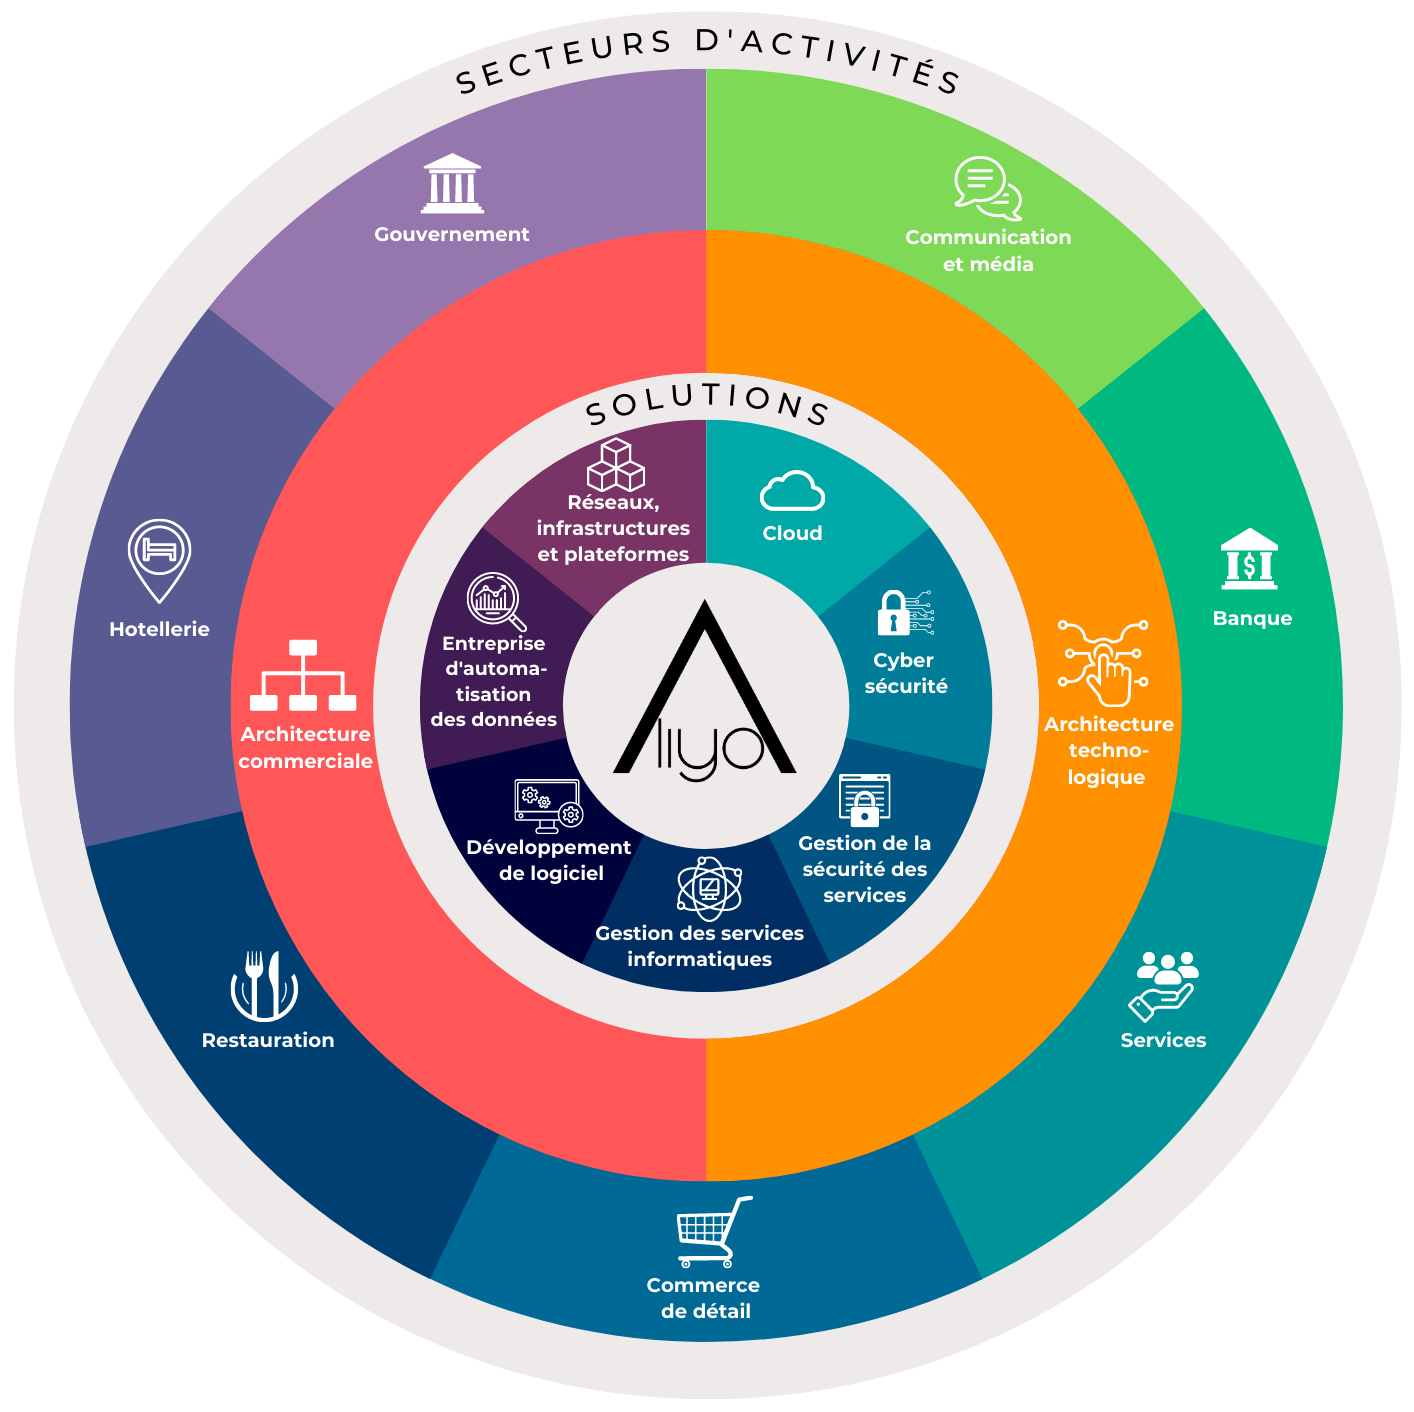 SECTEURS D'ACTIVITÉS
Gouvernement
Communication
et média
SOLUTIONS
Réseaux,
infrastructures
et plateformes
Cloud
Hotellerie
Banque
Entreprise
d'automa-
tisation
des données
Cyber
sécurité
Architecture
commerciale
liyo
Architecture
techno-
logique
Développement
de logiciel
Gestion de la
sécurité des
services
Gestion des services
informatiques
Restauration
Services
Commerce
de détail
$